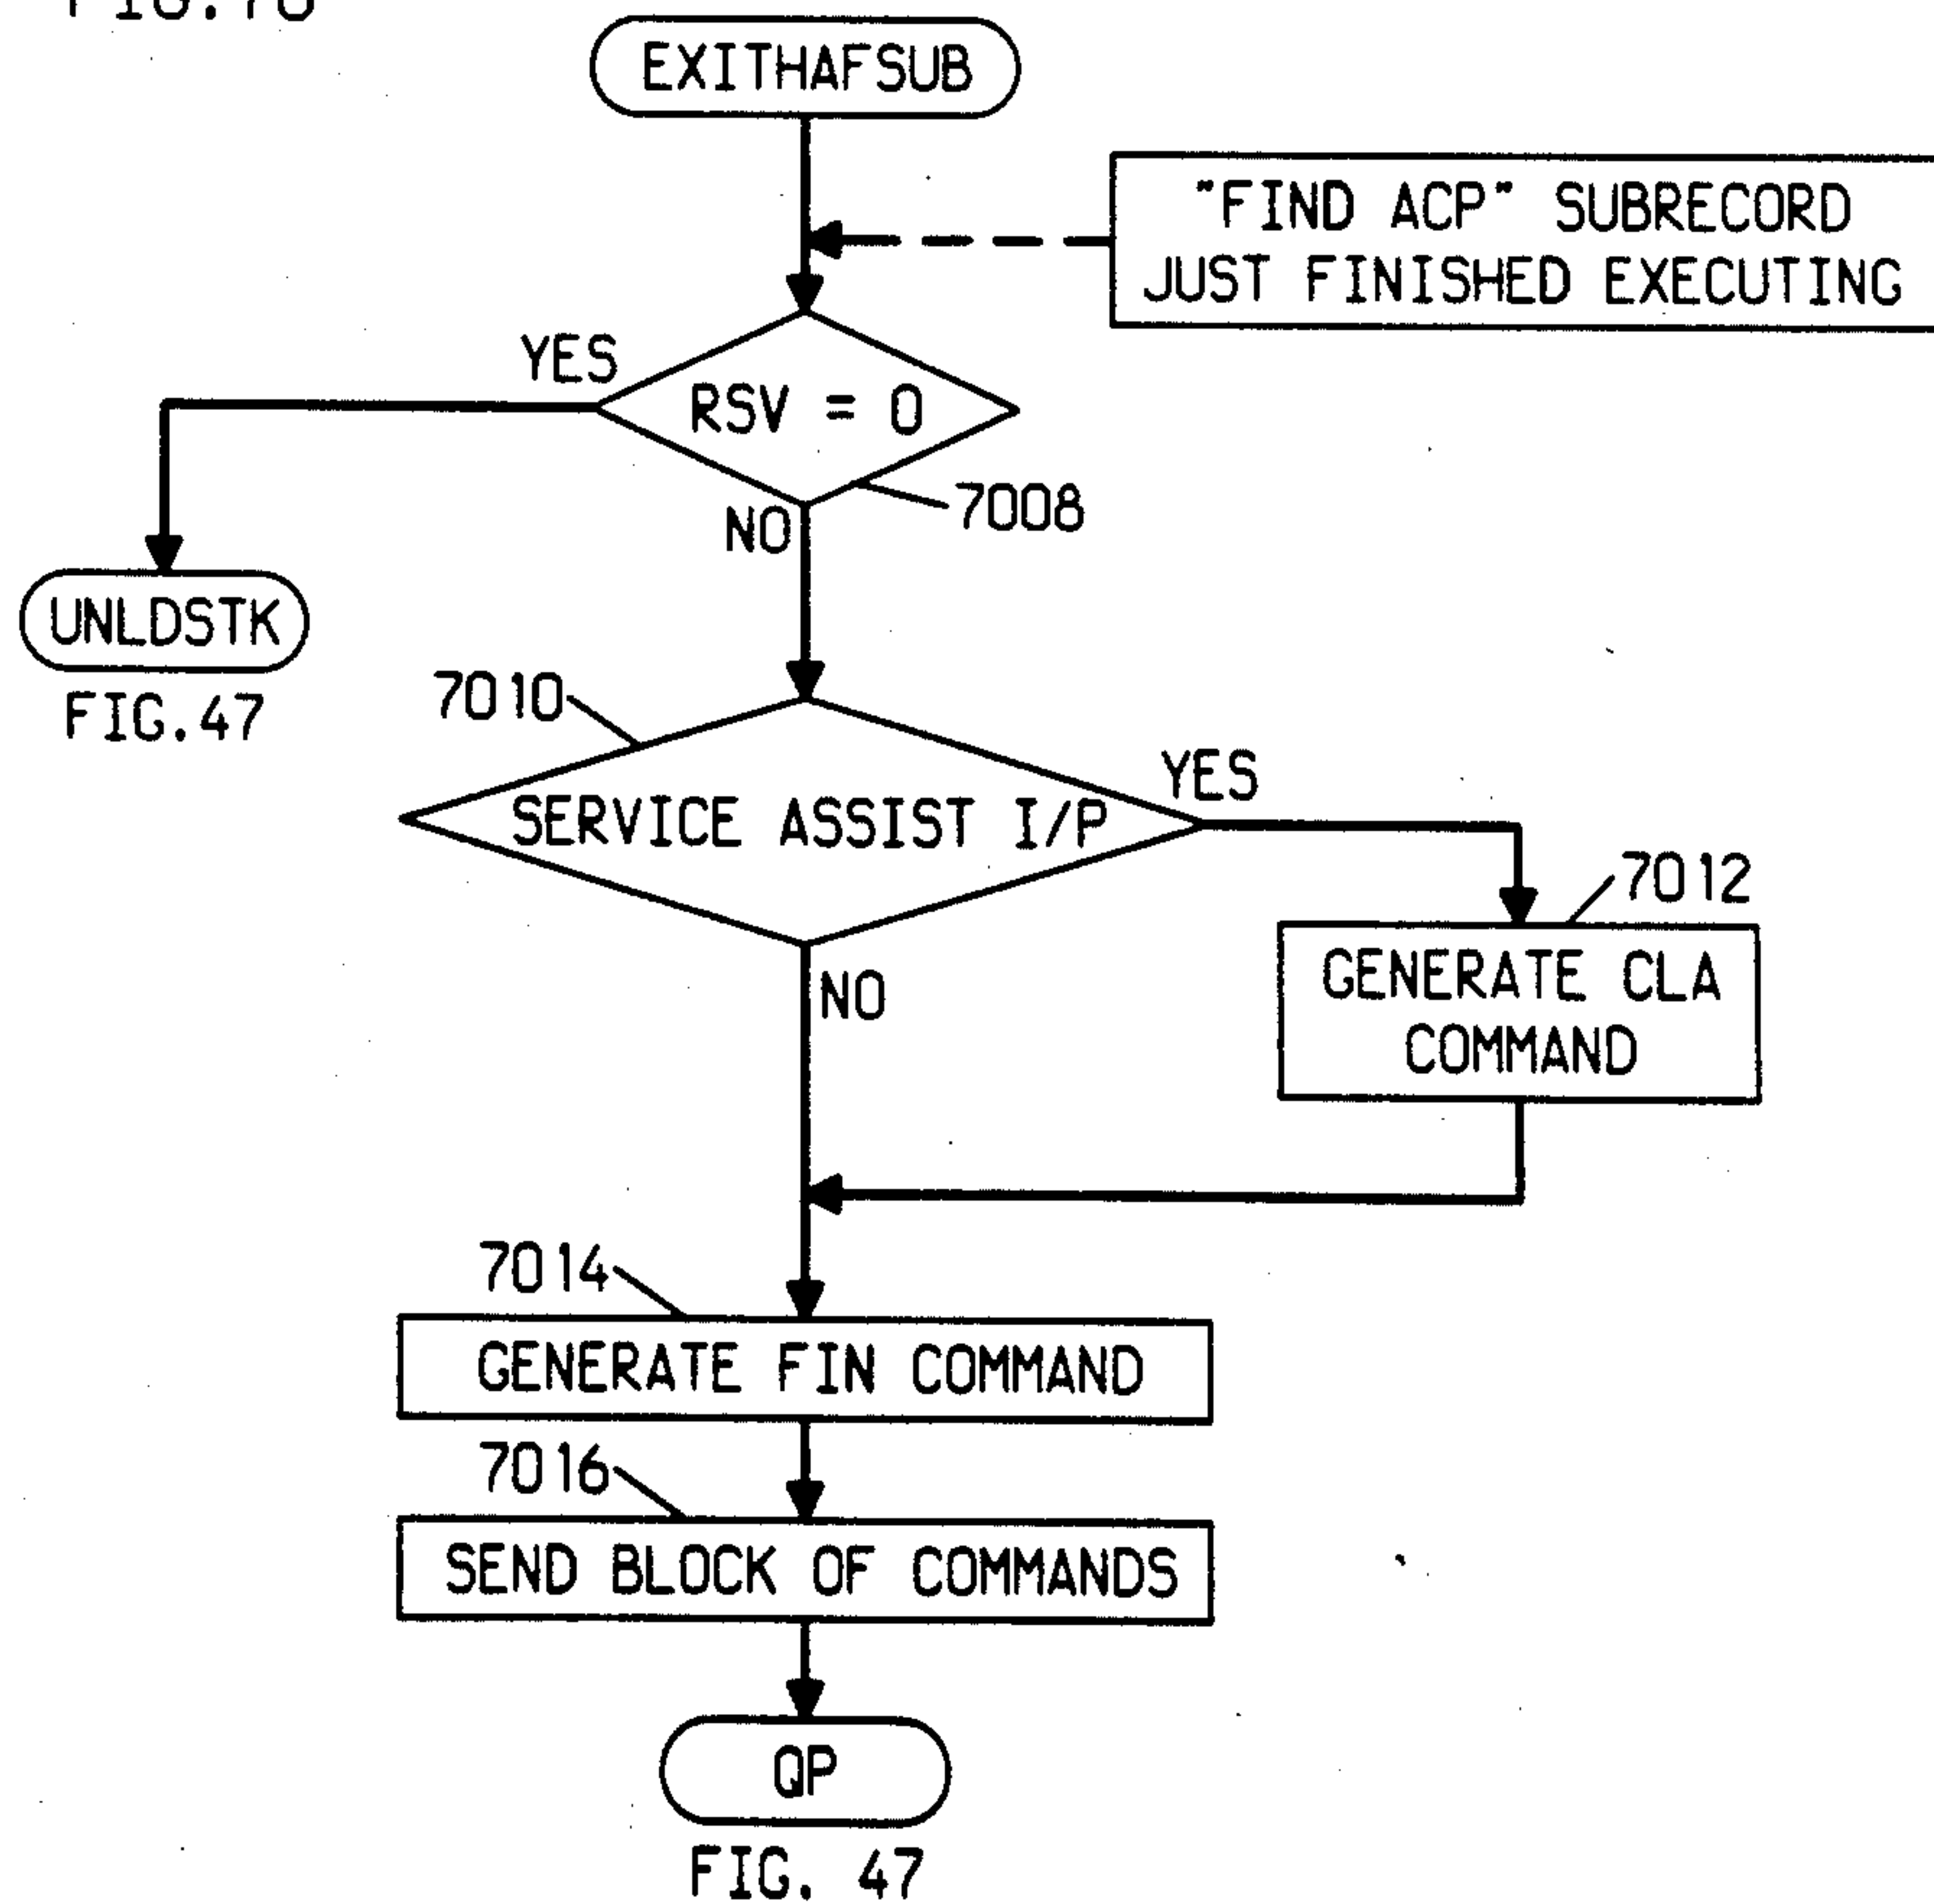 EXITHAFSUB
"FIND ACP" SUBRECORD
JUST FINISHED EXECUTING
YES
RSV = 0
7008
NO
UNLDSTK
FIG.47
7010
SERVICE ASSIST I/P
YES
7012
GENERATE CLA
COMMAND
NO
7014
GENERATE FIN COMMAND
7016
SEND BLOCK OF COMMANDS
QP
FIG. 47